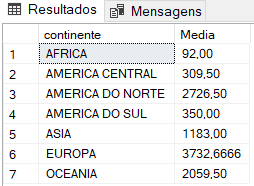 Resultados Mensagens
continente Media
1 AFRICA 92,00
2 AMERICA CENTRAL 309,50
3 AMERICA DO NORTE 2726,50
4 AMERICA DO SUL 350,00
5 ASIA 1183,00
6 EUROPA 3732,6666
7 OCEANIA 2059,50